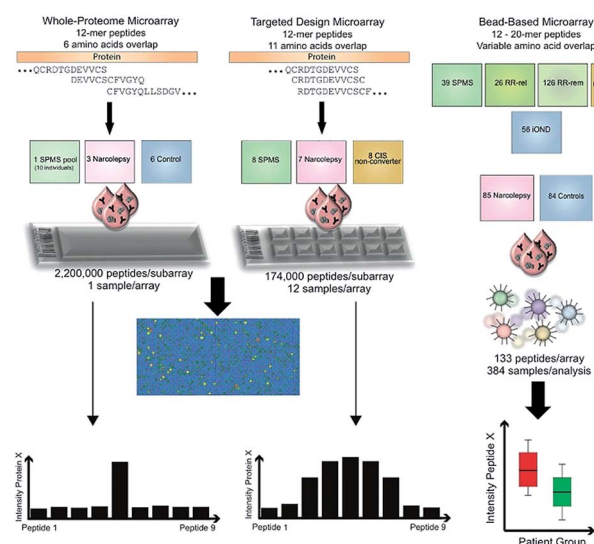 Whole-Proteome Microarray
12-mer peptides
6 amino acids overlap
Protein
...QCRDTGDEVVCS
DEVVCSCFVGYQ
CFVGYQLLSDGV...
1 SPMS pool
(10 individuals)
3 Narcolepsy
6 Control
2,200,000 peptides/subarray
1 sample/array
Targeted Design Microarray
12-mer peptides
11 amino acids overlap
Protein
...QCRDTGDEVVCS
CRDTGDEVVCSC
RDTGDEVVCSCF...
8 SPMS
7 Narcolepsy
8 CIS
non-converter
174,000 peptides/subarray
12 samples/array
Bead-Based Microarray
12 - 20-mer peptides
Variable amino acid overlap
39 SPMS
26 RR-rel
126 RR-rem
56 iOND
85 Narcolepsy
84 Controls
133 peptides/array
384 samples/analysis
Intensity Protein X
Peptide 1
Peptide 9
Intensity Protein X
Peptide 1
Peptide 9
Intensity Peptide X
Patient Group